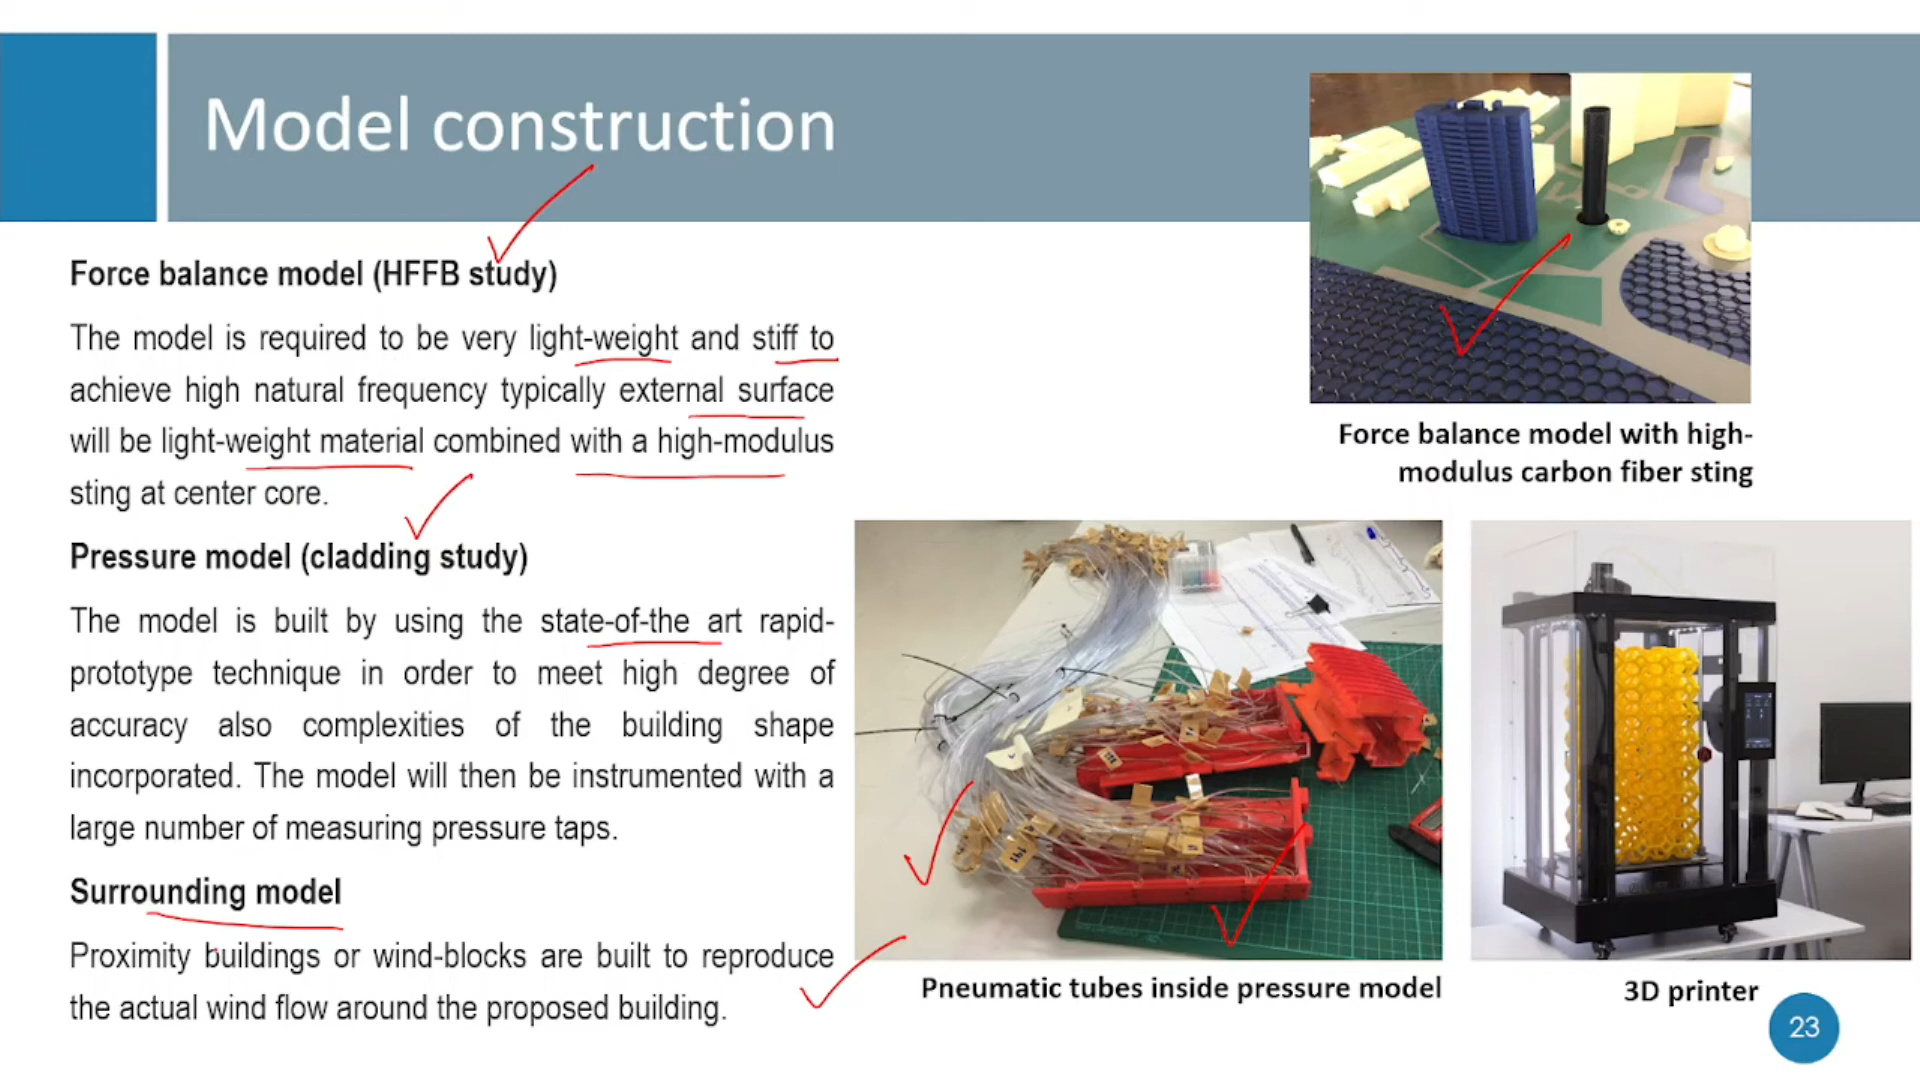 Model construction
Force balance model (HFFB study)
The model is required to be very light-weight and stiff to
achieve high natural frequency typically external surface
will be light-weight material combined with a high-modulus
sting at center core.
Pressure model (cladding study)
The model is built by using the state-of-the art rapid-
prototype technique in order to meet high degree of
accuracy also complexities of the building shape
incorporated. The model will then be instrumented with a
large number of measuring pressure taps.
Surrounding model
Proximity buildings or wind-blocks are built to reproduce
the actual wind flow around the proposed building.
Force balance model with high-
modulus carbon fiber sting
Pneumatic tubes inside pressure model
3D printer
23